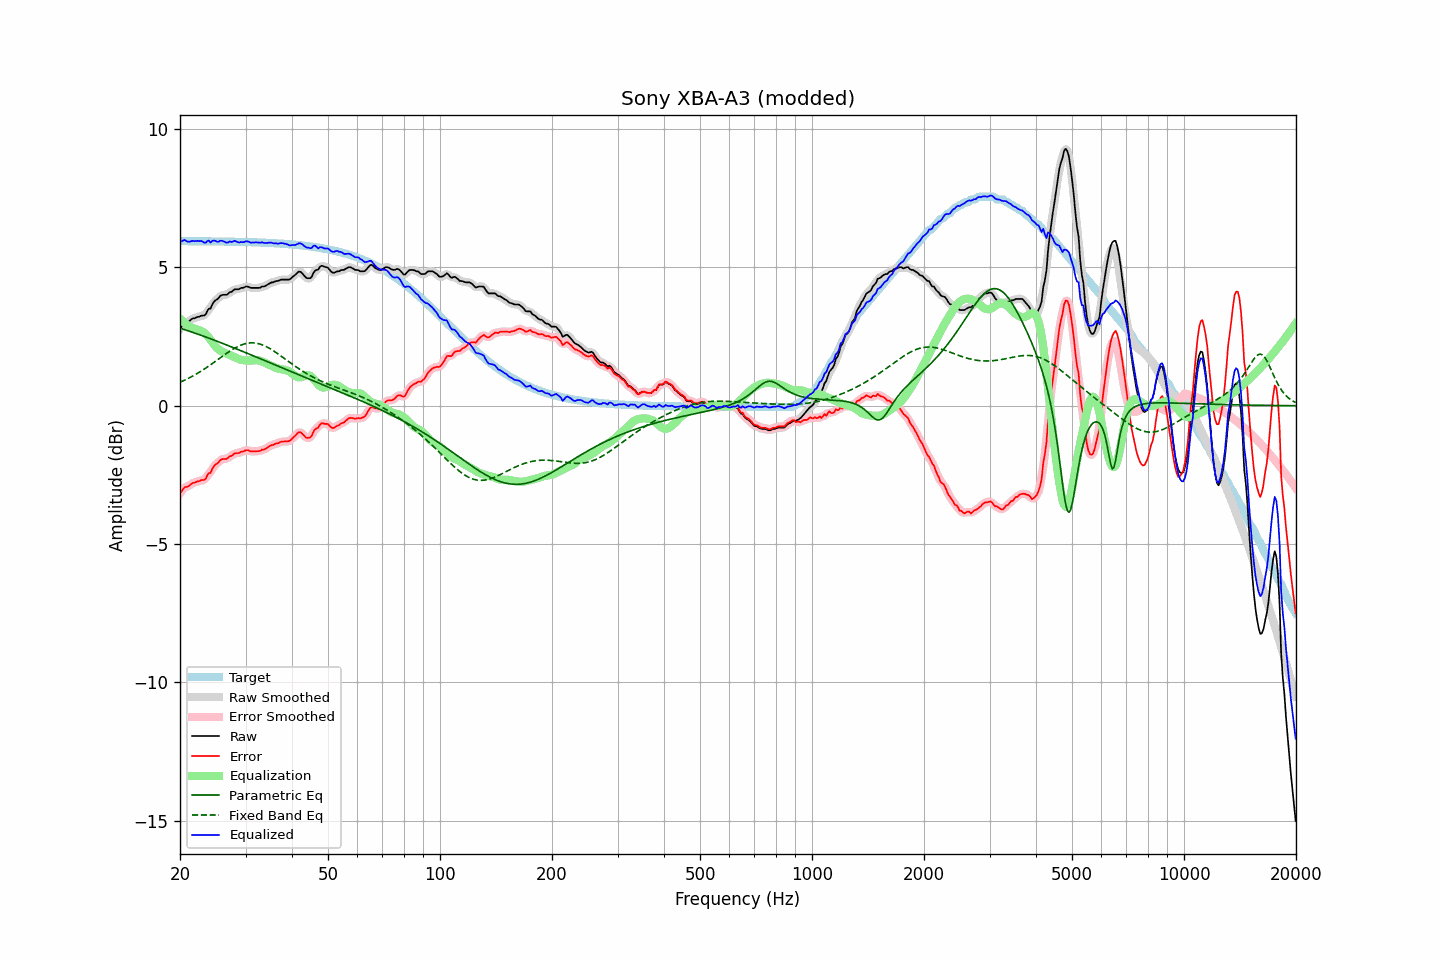 Sony XBA-A3 (modded)
Amplitude (dBr)
10
5
0
−5
−10
−15
Target
Raw Smoothed
Error Smoothed
Raw
Error
Equalization
Parametric Eq
Fixed Band Eq
Equalized
20 50 100 200 500 1000 2000 5000 10000 20000
Frequency (Hz)